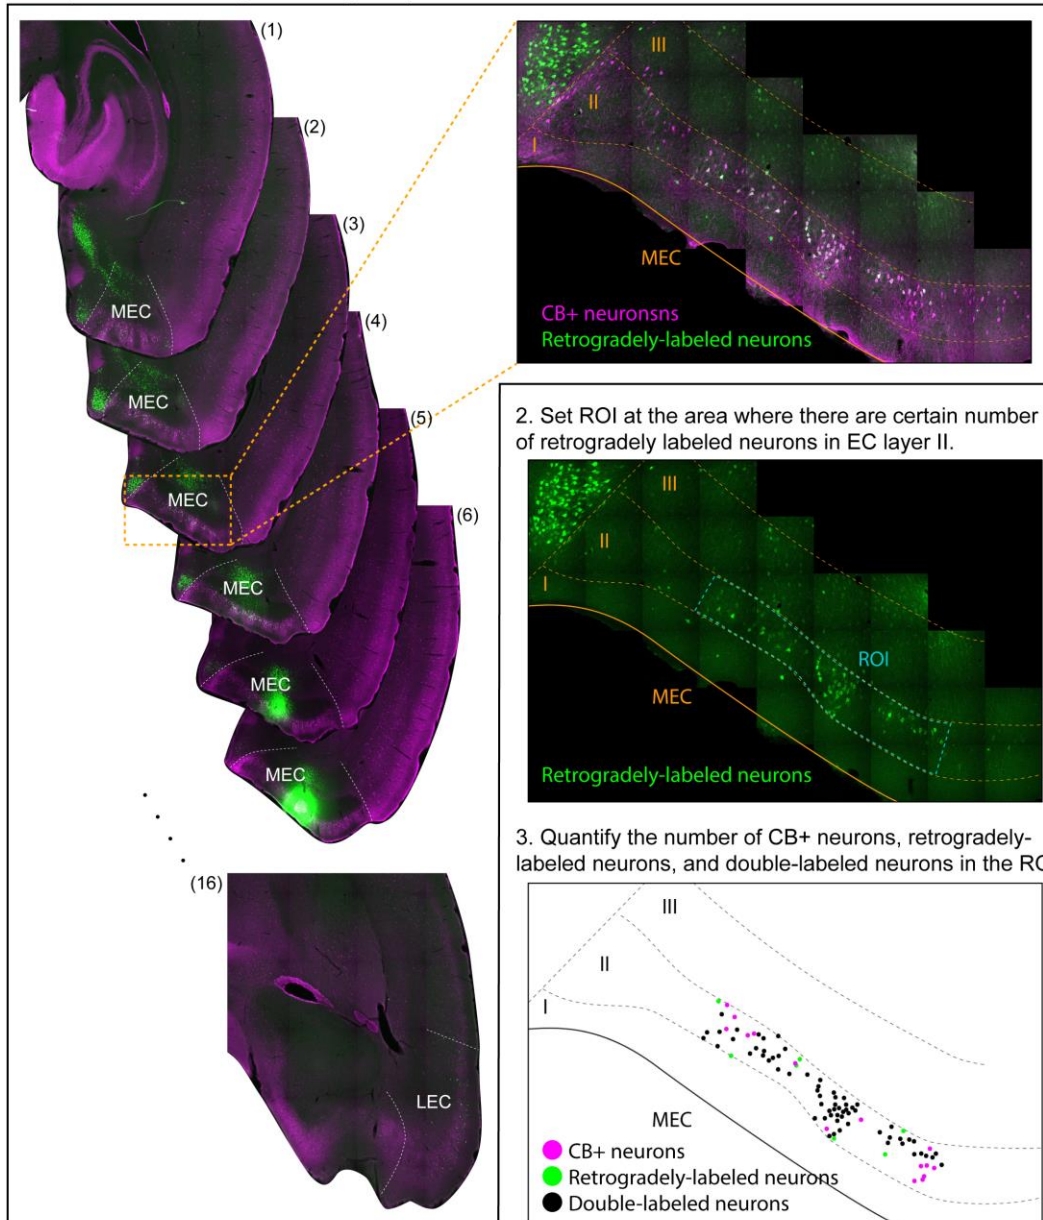 (1)
(2)
(3)
(4)
(5)
(6)
(16)
MEC
MEC
MEC
MEC
MEC
MEC
LEC
III
II
I
MEC
CB+ neuronsns
Retrogradely-labeled neurons
2. Set ROI at the area where there are certain number
of retrogradely labeled neurons in EC layer II.
III
II
I
ROI
MEC
Retrogradely-labeled neurons
3. Quantify the number of CB+ neurons, retrogradely-
labeled neurons, and double-labeled neurons in the RO
III
II
I
MEC
CB+ neurons
Retrogradely-labeled neurons
Double-labeled neurons